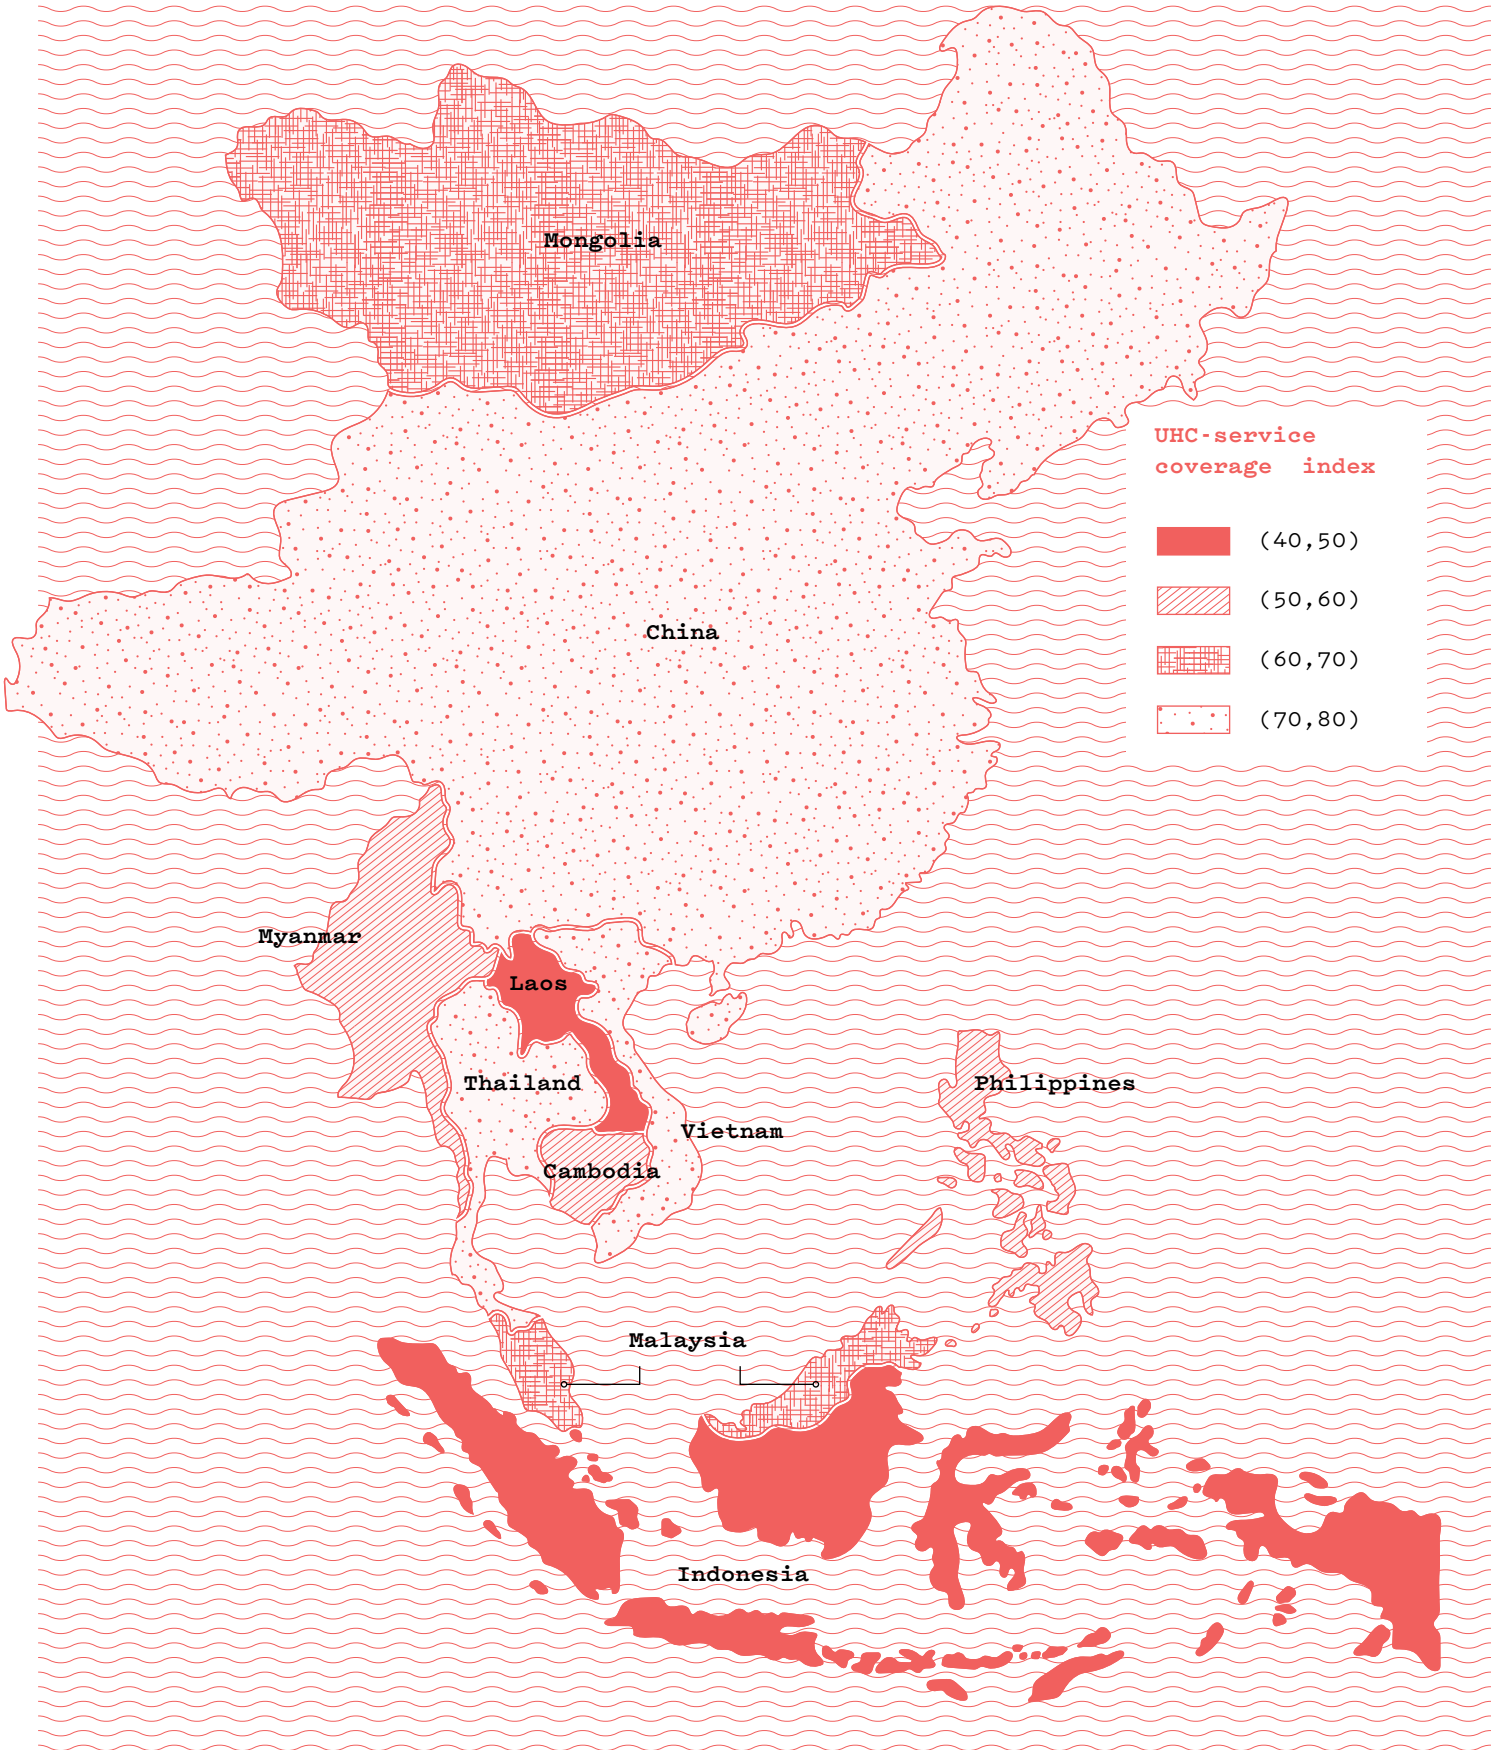 Mongolia
UHC-service
coverage index
(40,50)
(50,60)
China
(60,70)
(70,80)
Myanmar
Laos
Thailand
Philippines
Vietnam
Cambodia
Malaysia
Indonesia